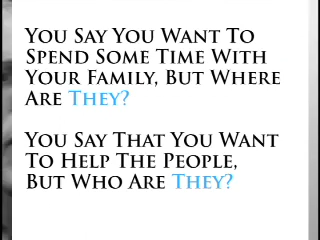 You Say You Want To
Spend Some Time With
Your Family, But Where
Are They?
You Say That You Want
To Help The People,
But Who Are They?